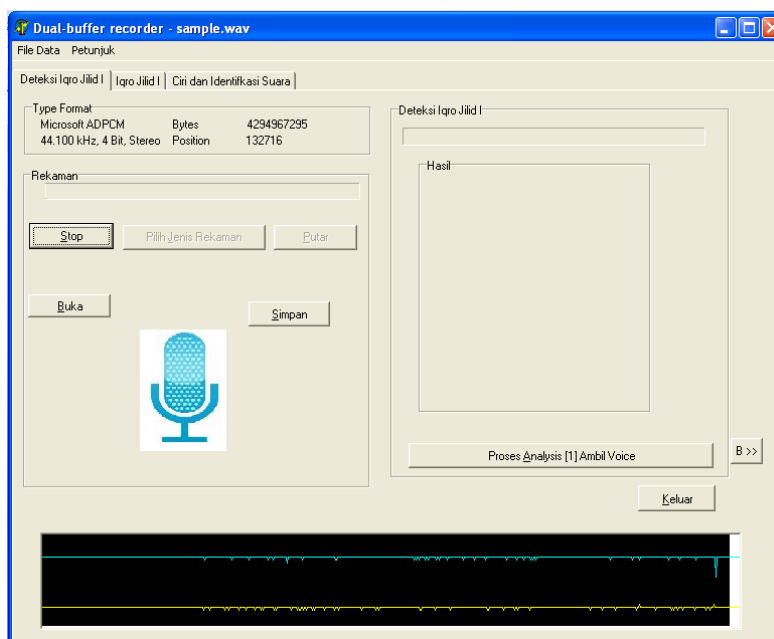 Dual-buffer recorder - sample.wav
File Data Petunjuk
Deteksi Iqro Jilid I Iqro Jilid I Ciri dan Identifkasi Suara
Type Format
Microsoft ADPCM Bytes 4294967295
44.100 kHz, 4 Bit, Stereo Position 132716
Rekaman
Stop Pilih Jenis Rekaman Putar
Buka
Simpan
Deteksi Iqro Jilid I
Hasil
Proses Analysis [1] Ambil Voice
B >>
Keluar